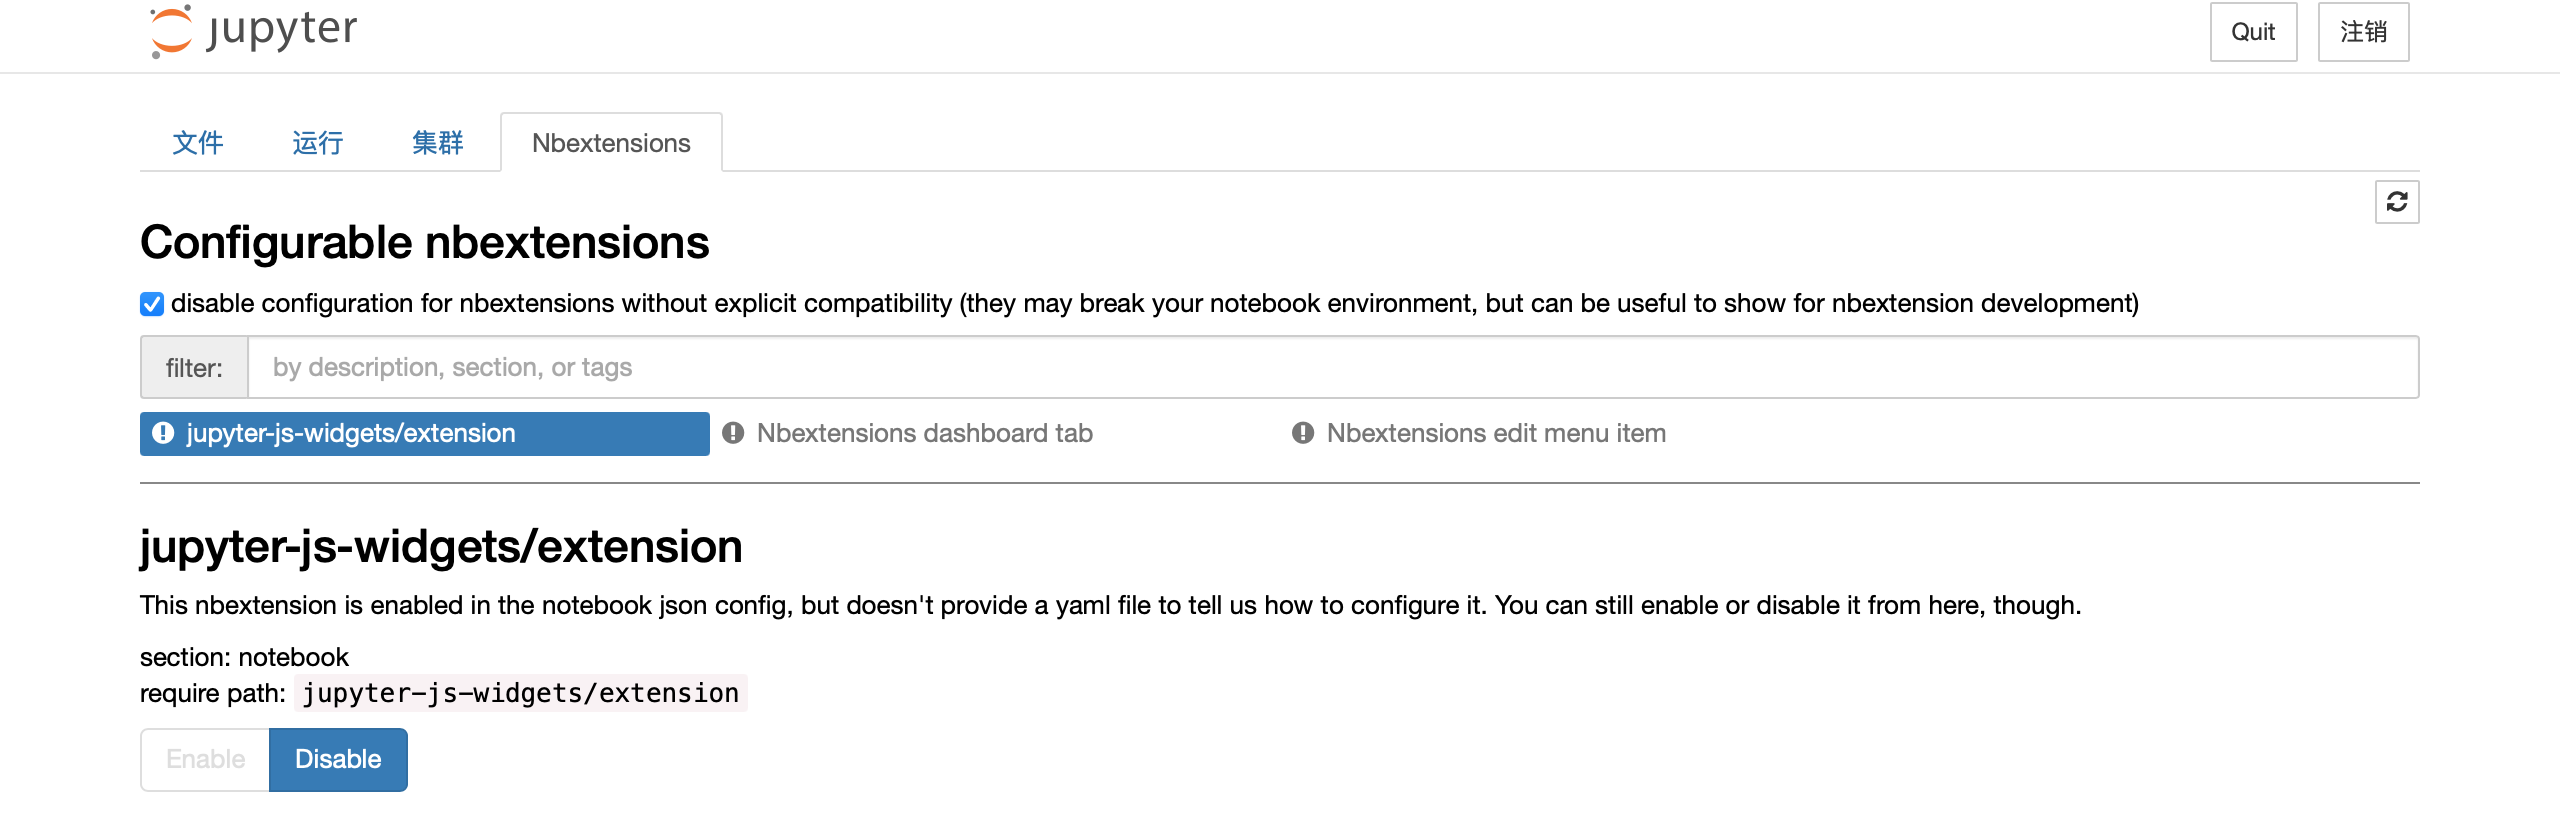 jupyter
Quit 注销
文件 运行 集群 Nbextensions
Configurable nbextensions
disable configuration for nbextensions without explicit compatibility (they may break your notebook environment, but can be useful to show for nbextension development)
filter: by description, section, or tags
jupyter-js-widgets/extension Nbextensions dashboard tab Nbextensions edit menu item
jupyter-js-widgets/extension
This nbextension is enabled in the notebook json config, but doesn't provide a yaml file to tell us how to configure it. You can still enable or disable it from here, though.
section: notebook
require path: jupyter-js-widgets/extension
Enable Disable